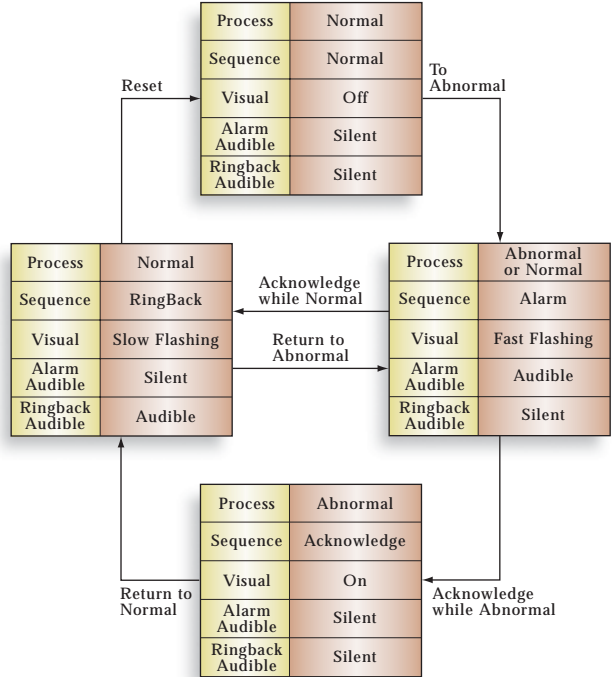 Process Normal
Sequence Normal
Visual Off
Alarm
Audible
Silent
Ringback
Audible
Silent
Reset
To
Abnormal
Process Normal
Sequence RingBack
Visual Slow Flashing
Alarm
Audible
Silent
Ringback
Audible
Audible
Acknowledge
while Normal
Return to
Abnormal
Process
Abnormal
or Normal
Sequence Alarm
Visual Fast Flashing
Alarm
Audible
Audible
Ringback
Audible
Silent
Process Abnormal
Sequence Acknowledge
Visual On
Alarm
Audible
Silent
Ringback
Audible
Silent
Return to
Normal
Acknowledge
while Abnormal